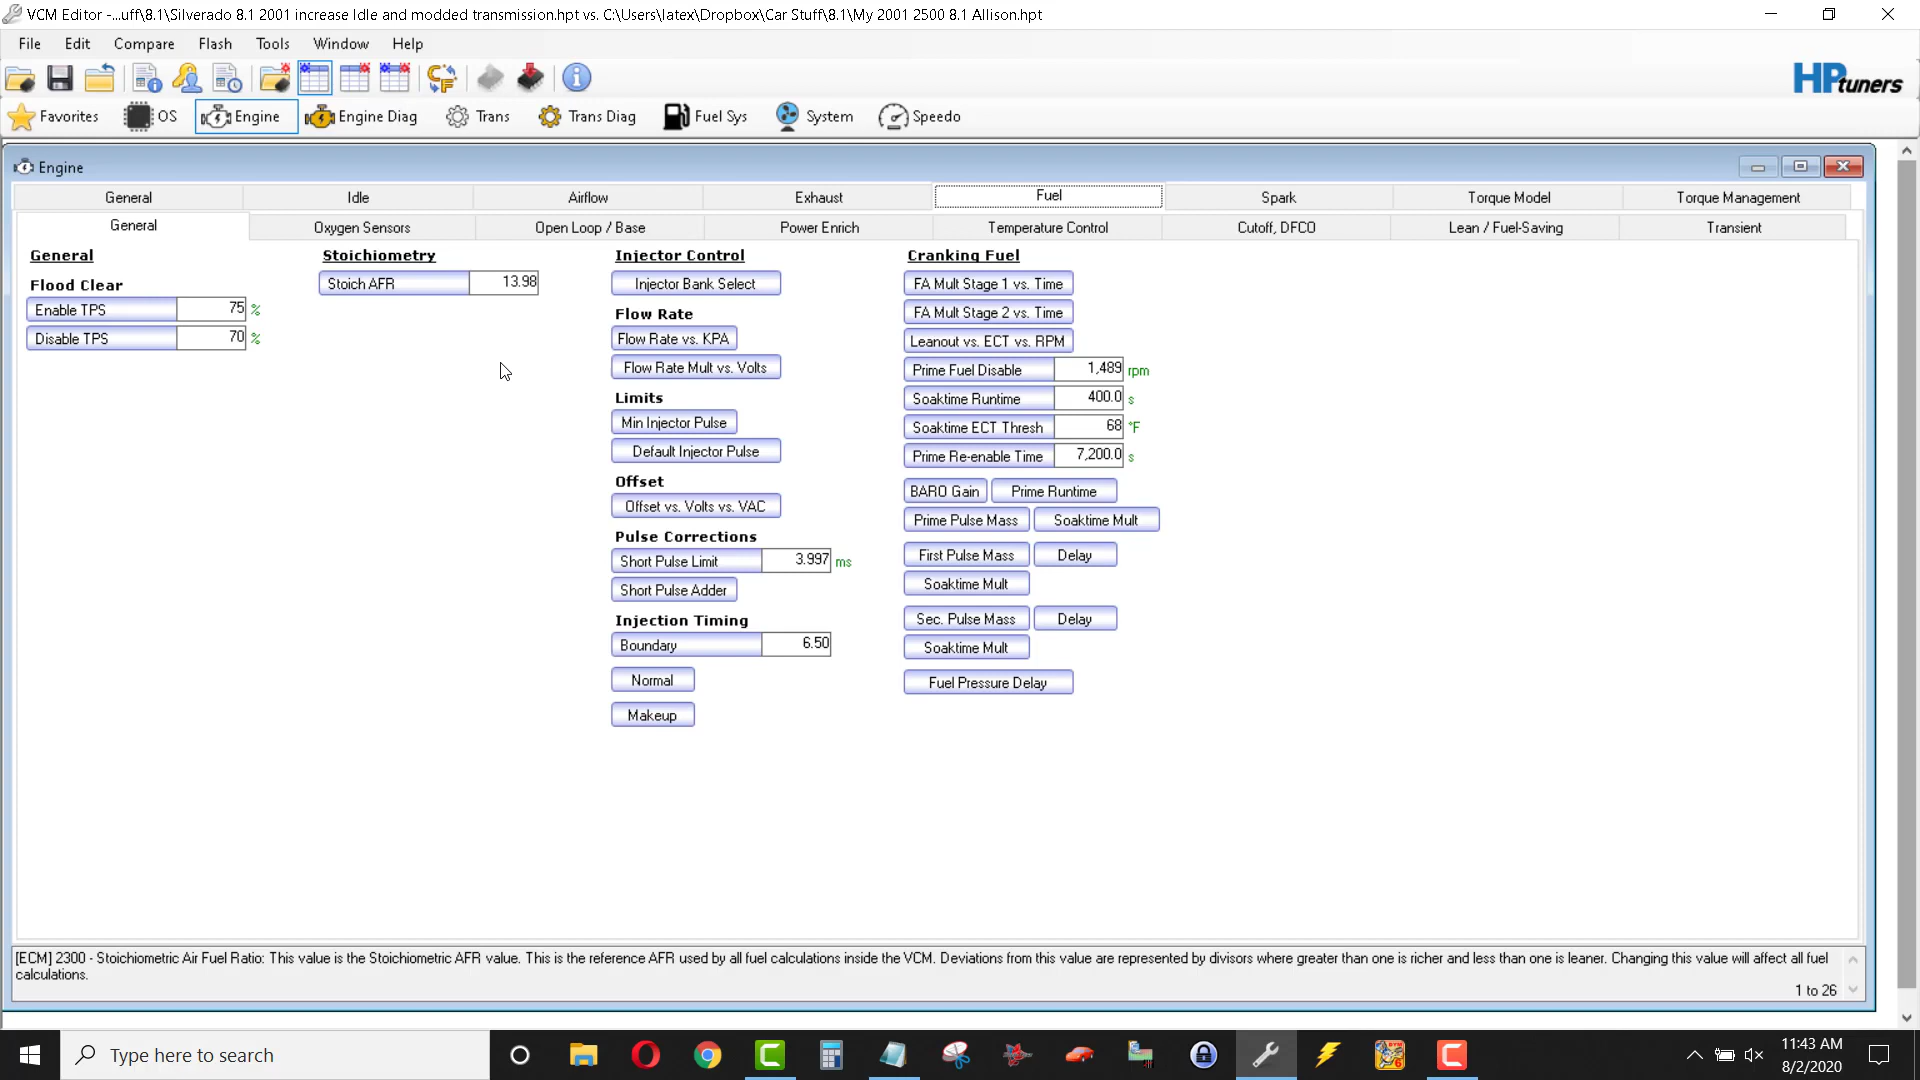 VCM Editor -...uff\8.1\Silverado 8.1 2001 increase Idle and modded transmission.hpt vs. C:\Users\latex\Dropbox\Car Stuff\8.1\My 2001 2500 8.1 Allison.hpt
File Edit Compare Flash Tools Window Help
HPtuners
Favorites OS Engine Engine Diag Trans Trans Diag Fuel Sys System Speedo
Engine
General Idle Airflow Exhaust Fuel Spark Torque Model Torque Management
General Oxygen Sensors Open Loop / Base Power Enrich Temperature Control Cutoff, DFCO Lean / Fuel-Saving Transient
General
Flood Clear
Enable TPS 75 %
Disable TPS 70 %
Stoichiometry
Stoich AFR 13.98
Injector Control
Injector Bank Select
Flow Rate
Flow Rate vs. KPA
Flow Rate Mult vs. Volts
Limits
Min Injector Pulse
Default Injector Pulse
Offset
Offset vs. Volts vs. VAC
Pulse Corrections
Short Pulse Limit 3.997 ms
Short Pulse Adder
Injection Timing
Boundary 6.50
Normal
Makeup
Cranking Fuel
FA Mult Stage 1 vs. Time
FA Mult Stage 2 vs. Time
Leanout vs. ECT vs. RPM
Prime Fuel Disable 1,489 rpm
Soaktime Runtime 400.0 s
Soaktime ECT Thresh 68 °F
Prime Re-enable Time 7,200.0 s
BARO Gain Prime Runtime
Prime Pulse Mass Soaktime Mult
First Pulse Mass Delay
Soaktime Mult
Sec. Pulse Mass Delay
Soaktime Mult
Fuel Pressure Delay
[ECM] 2300 - Stoichiometric Air Fuel Ratio: This value is the Stoichiometric AFR value. This is the reference AFR used by all fuel calculations inside the VCM. Deviations from this value are represented by divisors where greater than one is richer and less than one is leaner. Changing this value will affect all fuel
calculations.
1 to 26
Type here to search
11:43 AM
8/2/2020